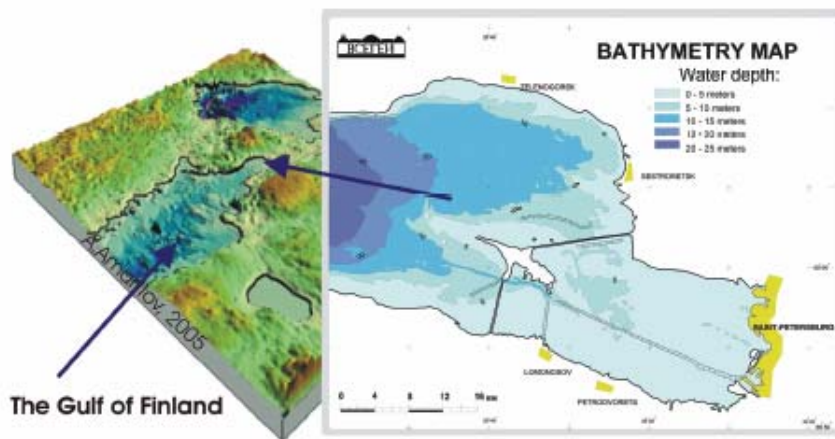 ВСЕГЕИ
BATHYMETRY MAP
Water depth:
0 - 5 meters
5 - 10 meters
10 - 15 meters
15 - 20 meters
20 - 25 meters
ZELENOGORSK
SESTRORETSK
SAINT-PETERSBURG
LOMONOSOV
PETRODVORETS
0 4 8 12 16 км
A.Amantov, 2005
The Gulf of Finland